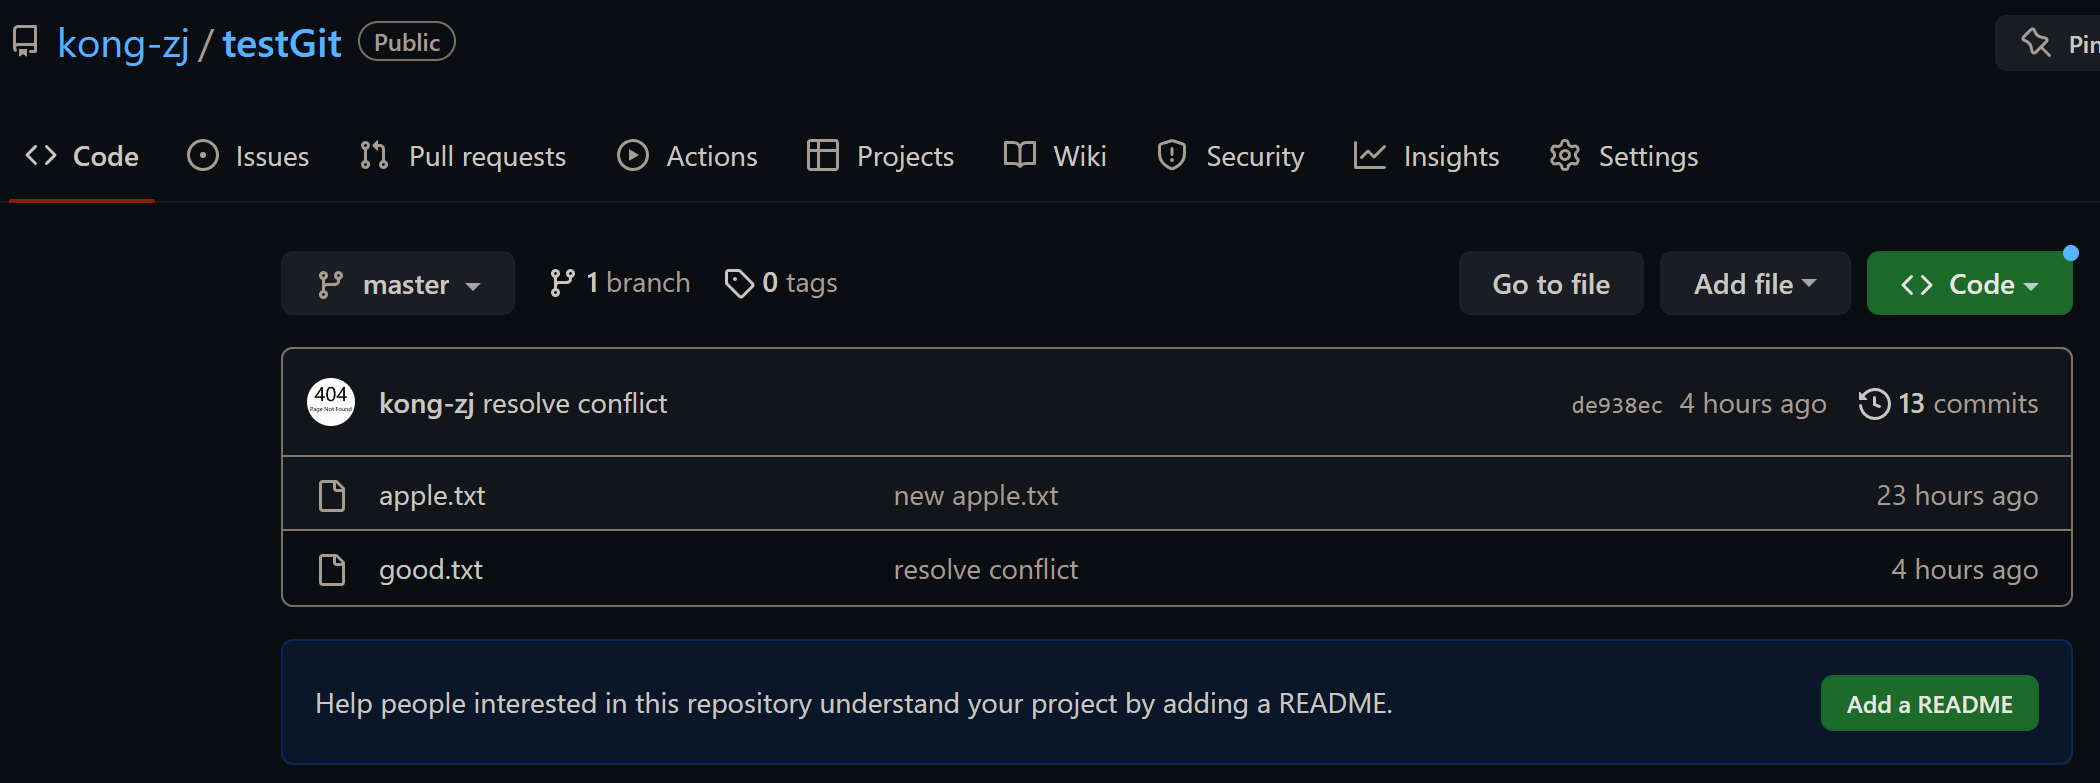 kong-zj / testGit Public
Pin
Code Issues Pull requests Actions Projects Wiki Security Insights Settings
master 1 branch 0 tags Go to file Add file Code
404
Page Not Found
kong-zj resolve conflict de938ec 4 hours ago 13 commits
apple.txt new apple.txt 23 hours ago
good.txt resolve conflict 4 hours ago
Help people interested in this repository understand your project by adding a README. Add a README